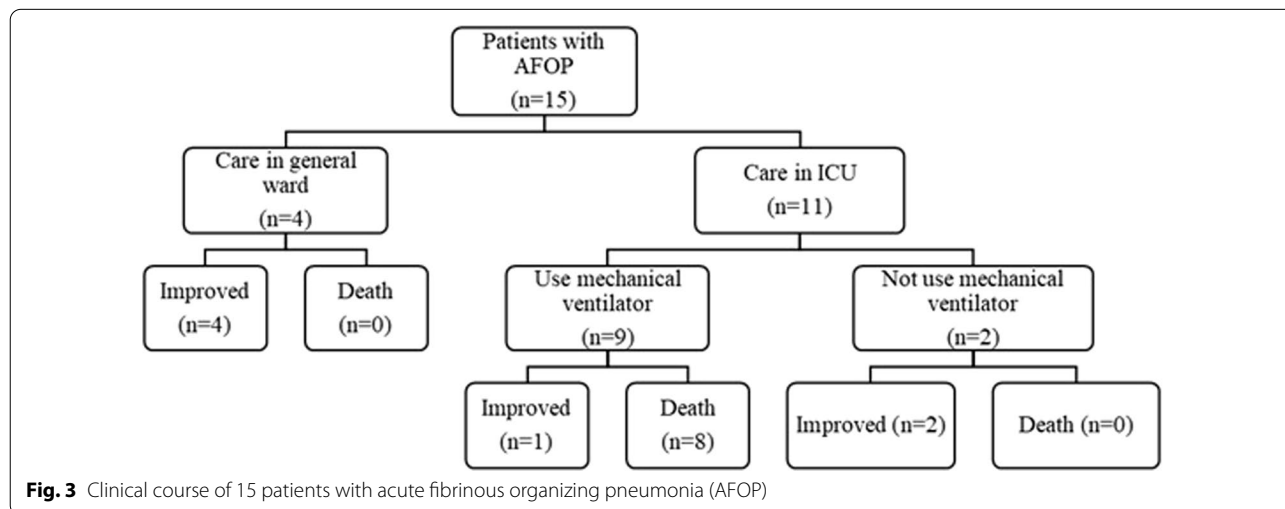 Patients with
AFOP
(n=15)
Care in general
ward
(n=4)
Care in ICU
(n=11)
Improved
(n=4)
Death
(n=0)
Use mechanical
ventilator
(n=9)
Not use mechanical
ventilator
(n=2)
Improved
(n=1)
Death
(n=8)
Improved (n=2)
Death (n=0)
Fig. 3 Clinical course of 15 patients with acute fibrinous organizing pneumonia (AFOP)